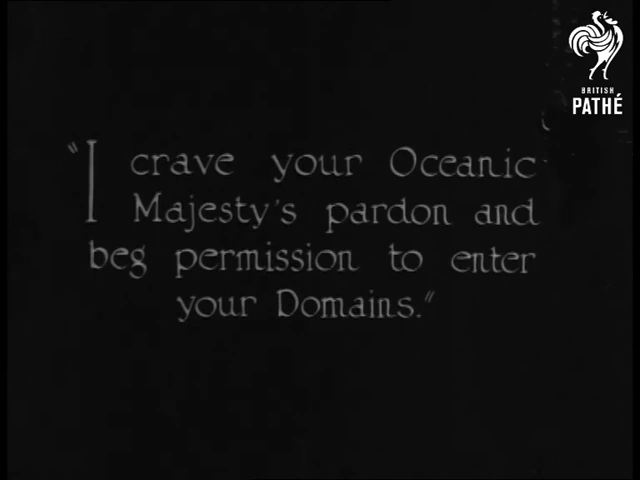 BRITISH
PATHÉ
"I crave your Oceanic
Majesty's pardon and
beg permission to enter
your Domains."